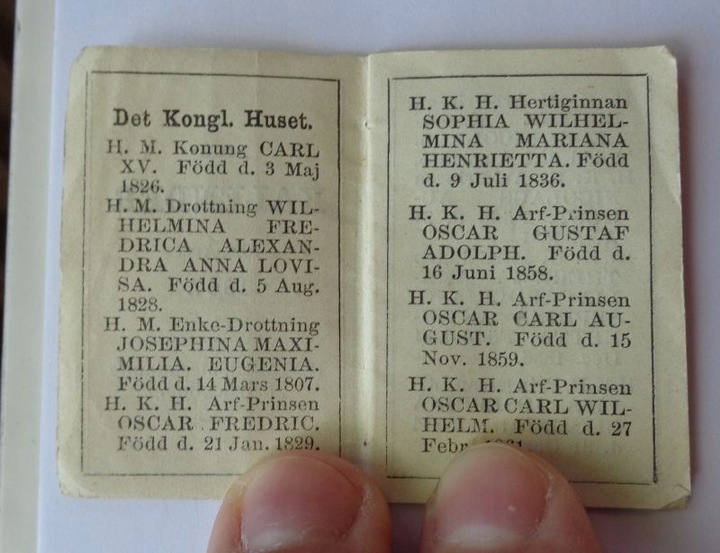 Det Kongl. Huset.
H. M. Konung CARL
XV. Född d. 3 Maj
1826.
H. M. Drottning WIL-
HELMINA FRE-
DRICA ALEXAN-
DRA ANNA LOVI-
SA. Född d. 5 Aug.
1828.
H. M. Enke-Drottning
JOSEPHINA MAXI-
MILIA. EUGENIA.
Född d. 14 Mars 1807.
H. K. H. Arf-Prinsen
OSCAR FREDRIC.
Född d. 21 Jan. 1829.
H. K. H. Hertiginnan
SOPHIA WILHEL-
MINA MARIANA
HENRIETTA. Född
d. 9 Juli 1836.
H. K. H. Arf-Prinsen
OSCAR GUSTAF
ADOLPH. Född d.
16 Juni 1858.
H. K. H. Arf-Prinsen
OSCAR CARL AU-
GUST. Född d. 15
Nov. 1859.
H. K. H. Arf-Prinsen
OSCAR CARL WIL-
HELM. Född d. 27
Febr.